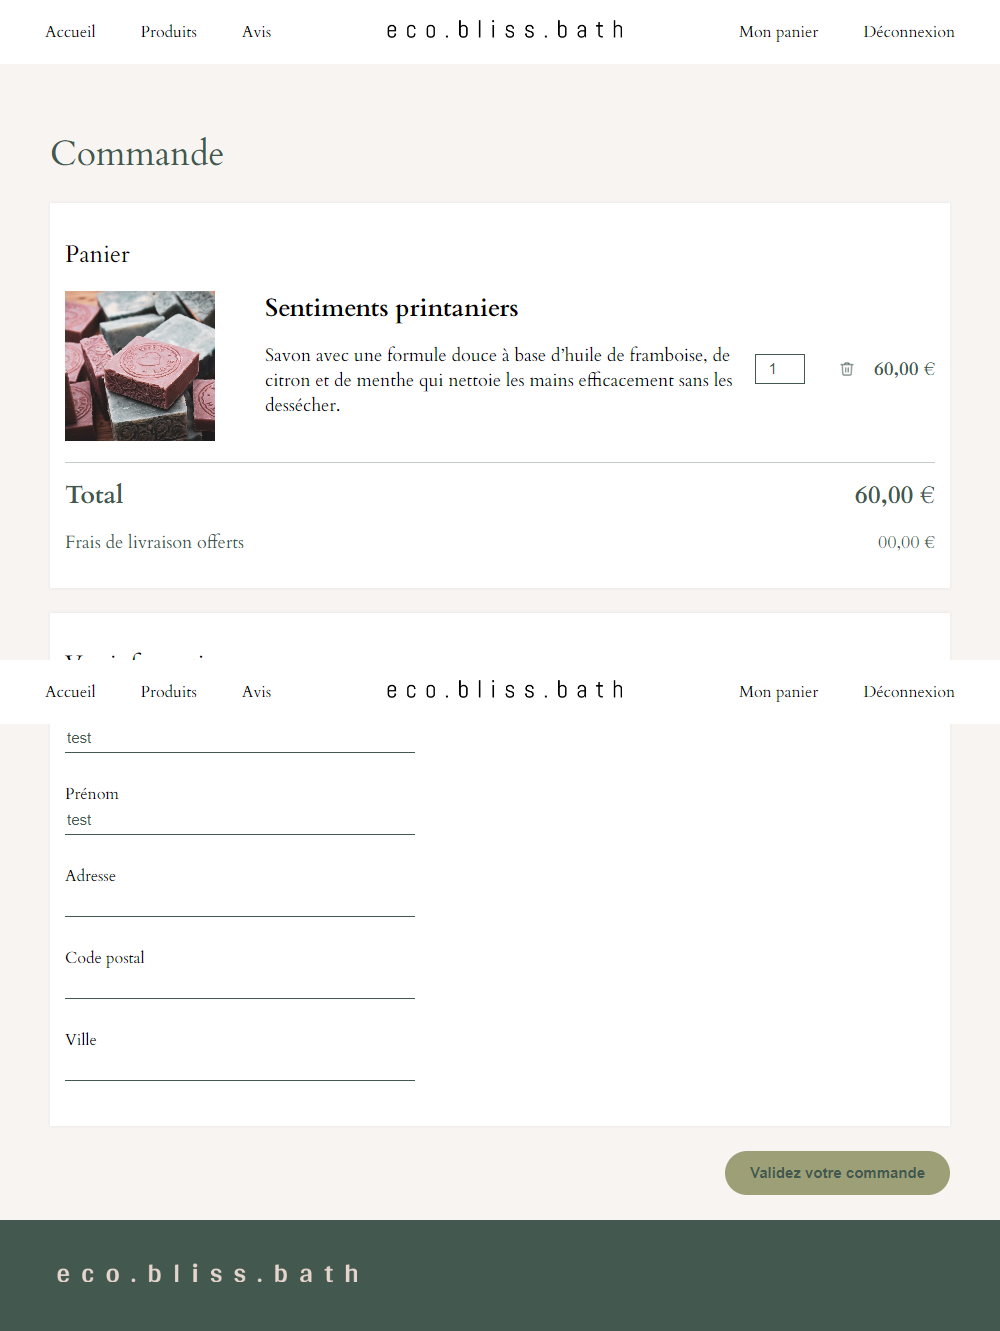 Accueil Produits Avis eco.bliss.bath Mon panier Déconnexion
Commande
Panier
Sentiments printaniers
Savon avec une formule douce à base d’huile de framboise, de
citron et de menthe qui nettoie les mains efficacement sans les
dessécher.
1 60,00 €
Total 60,00 €
Frais de livraison offerts 00,00 €
Accueil Produits Avis eco.bliss.bath Mon panier Déconnexion
test
Prénom
test
Adresse
Code postal
Ville
Validez votre commande
eco.bliss.bath